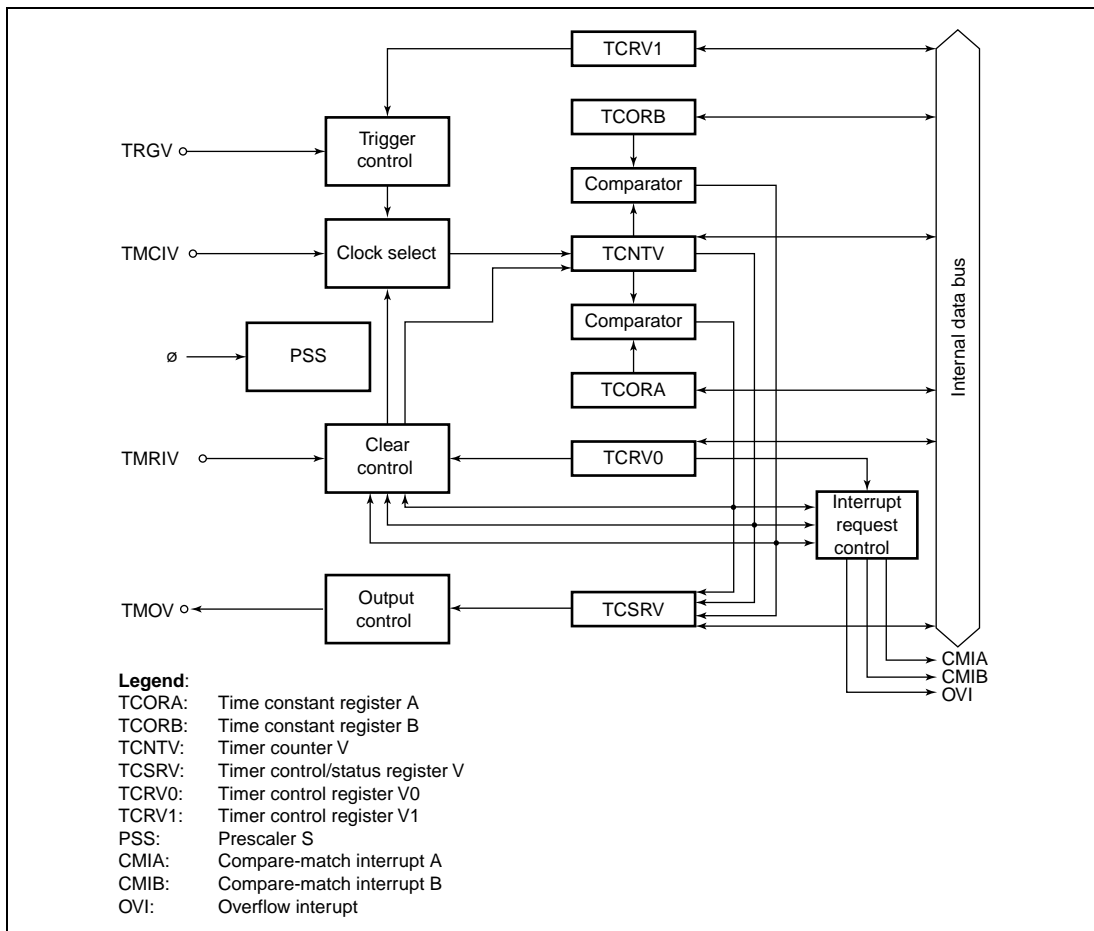 TCRV1
TCORB
TRGV
Trigger
control
Comparator
TMCIV
Clock select
TCNTV
Comparator
Internal data bus
ø
PSS
TCORA
TMRIV
Clear
control
TCRV0
Interrupt
request
control
TMOV
Output
control
TCSRV
CMIA
CMIB
OVI
Legend:
TCORA: Time constant register A
TCORB: Time constant register B
TCNTV: Timer counter V
TCSRV: Timer control/status register V
TCRV0: Timer control register V0
TCRV1: Timer control register V1
PSS: Prescaler S
CMIA: Compare-match interrupt A
CMIB: Compare-match interrupt B
OVI: Overflow interupt